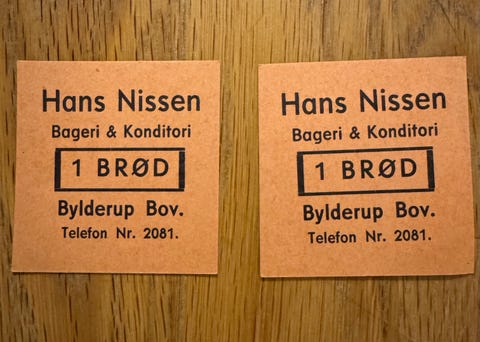 Hans Nissen
Bageri & Konditori
1 BRØD
Bylderup Bov.
Telefon Nr. 2081.
Hans Nissen
Bageri & Konditori
1 BRØD
Bylderup Bov.
Telefon Nr. 2081.